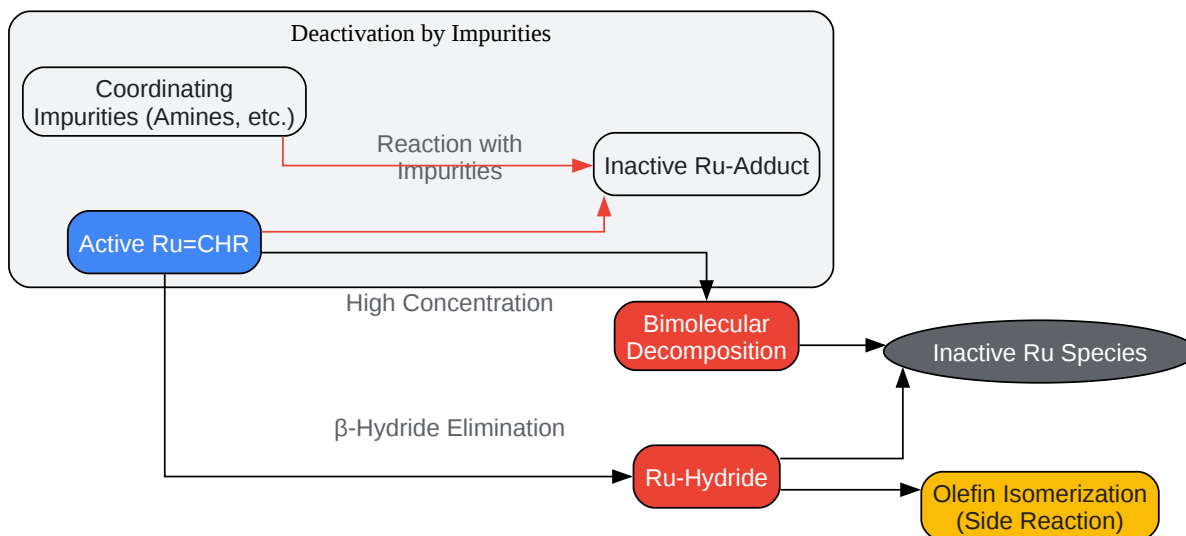 Deactivation by Impurities
Coordinating
Impurities (Amines, etc.)
Reaction with
Impurities
Inactive Ru-Adduct
Active Ru=CHR
High Concentration
Bimolecular
Decomposition
Inactive Ru Species
β-Hydride Elimination
Ru-Hydride
Olefin Isomerization
(Side Reaction)